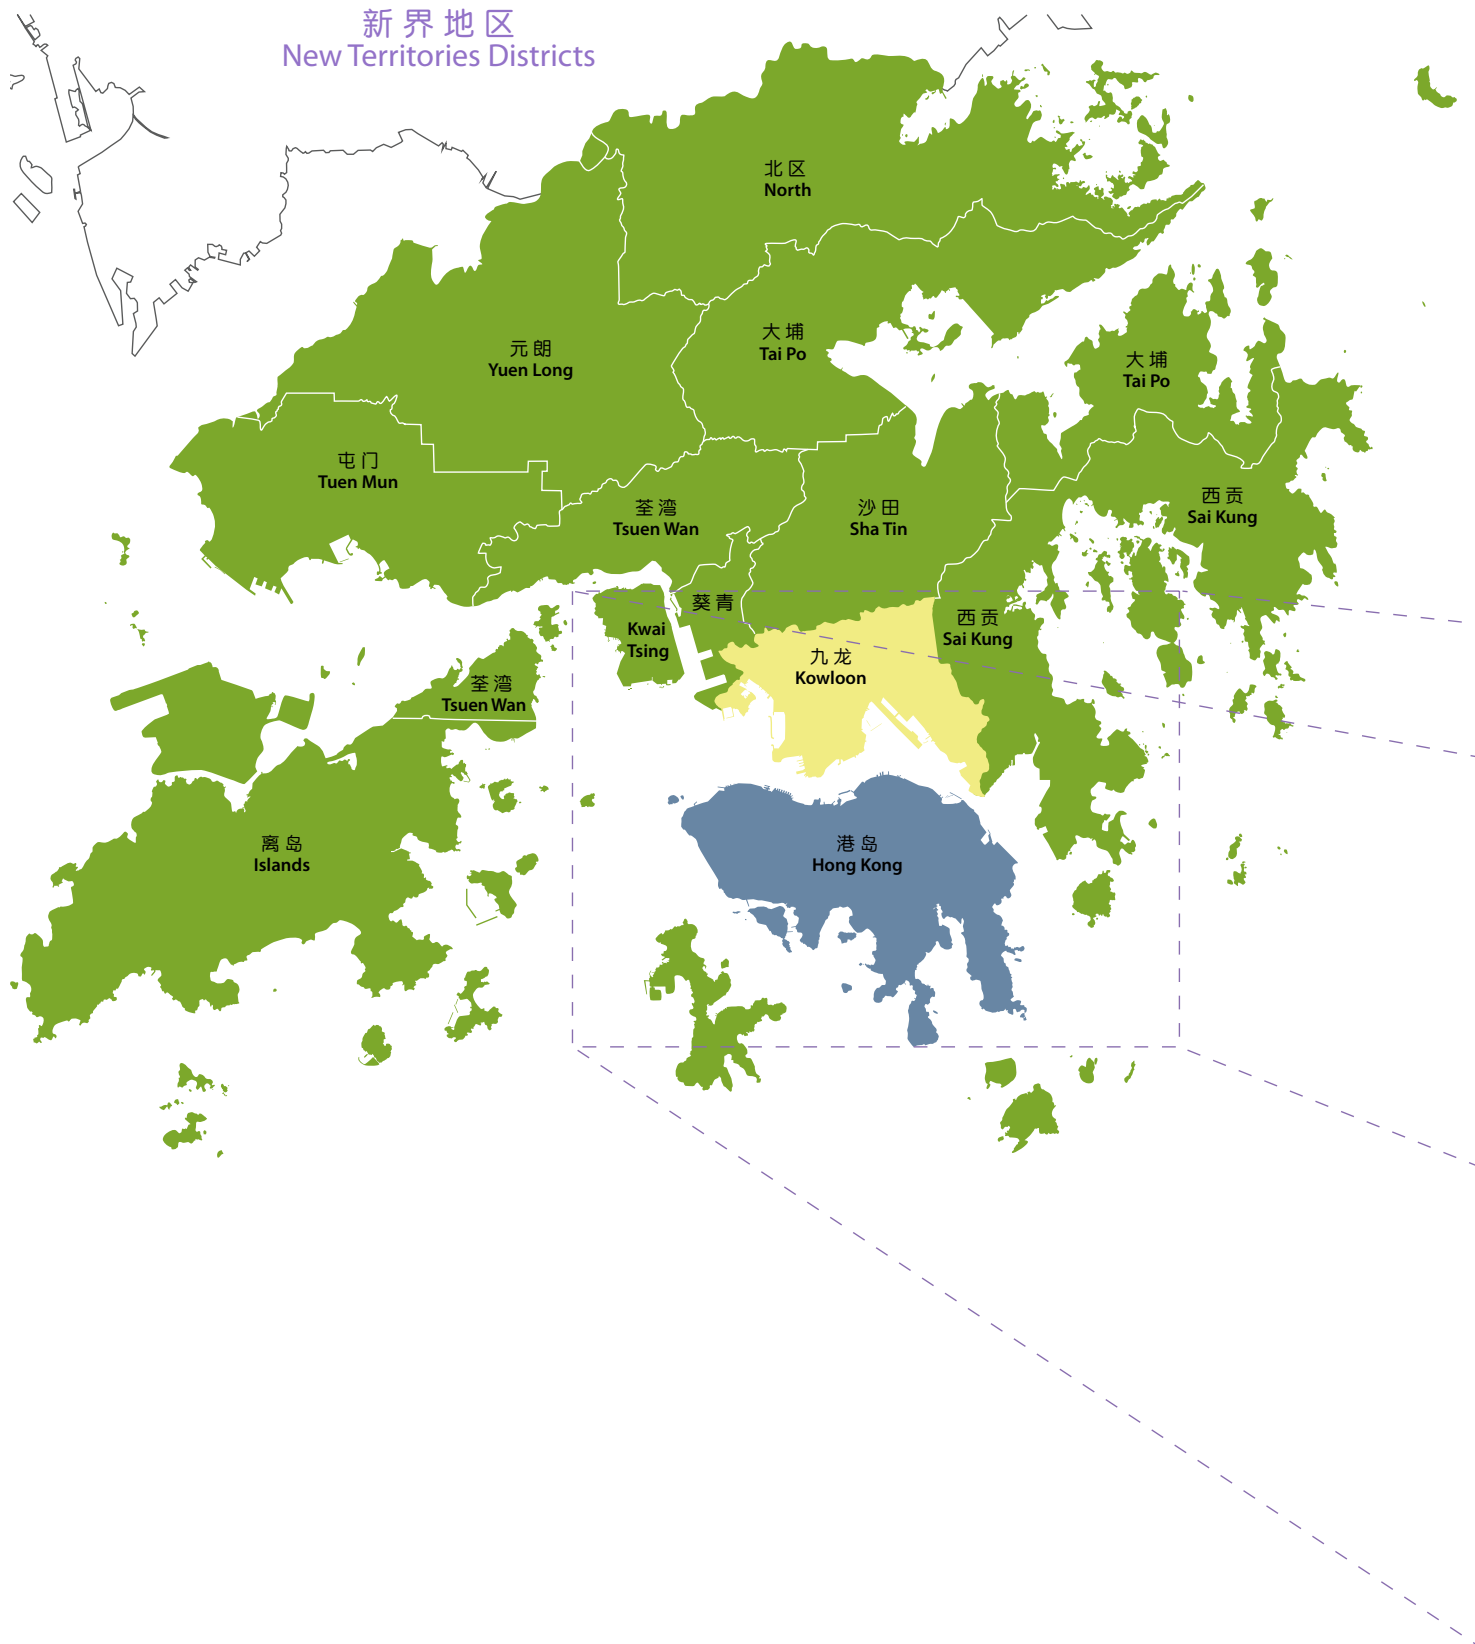 新界地区
New Territories Districts
北区
North
大埔
Tai Po
元朗
Yuen Long
大埔
Tai Po
屯门
Tuen Mun
荃湾
Tsuen Wan
沙田
Sha Tin
西贡
Sai Kung
葵青
Kwai
Tsing
西贡
Sai Kung
九龙
Kowloon
荃湾
Tsuen Wan
离岛
Islands
港岛
Hong Kong